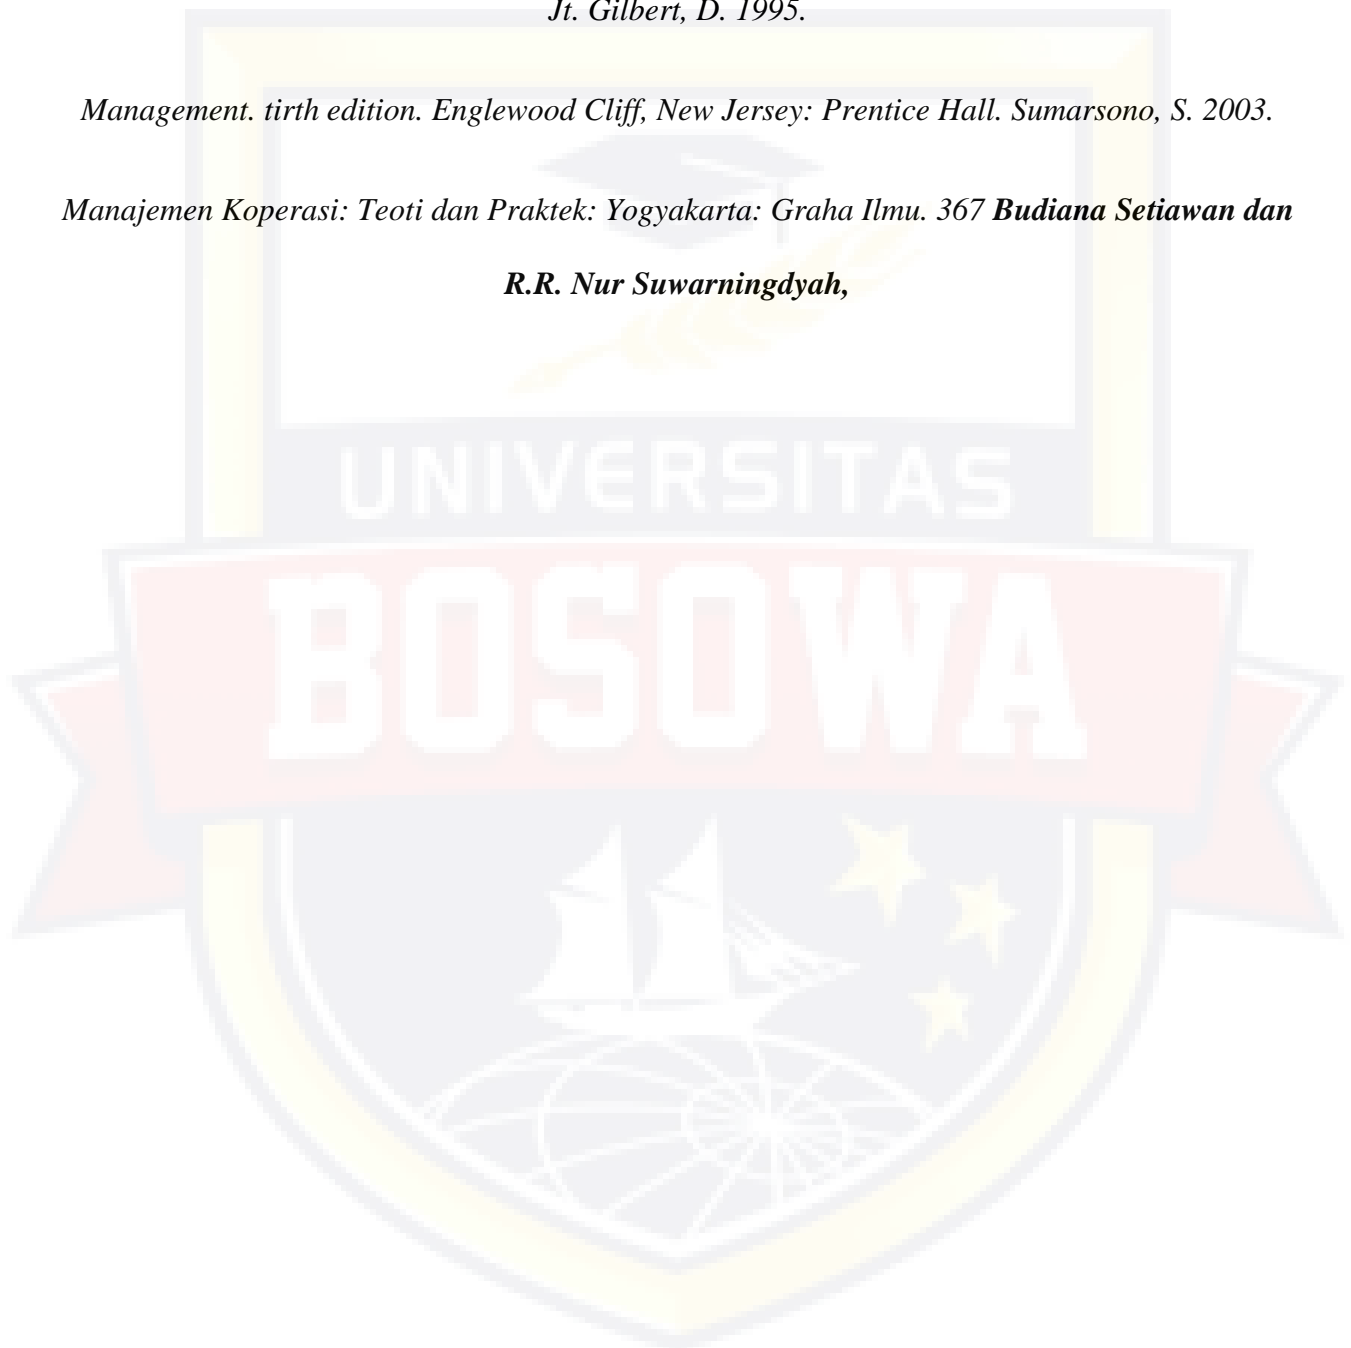 Jt. Gilbert, D. 1995.
Management. tirth edition. Englewood Cliff, New Jersey: Prentice Hall. Sumarsono, S. 2003.
Manajemen Koperasi: Teoti dan Praktek: Yogyakarta: Graha Ilmu. 367 Budiana Setiawan dan
R.R. Nur Suwarningdyah,
UNIVERSITAS
BOSOWA